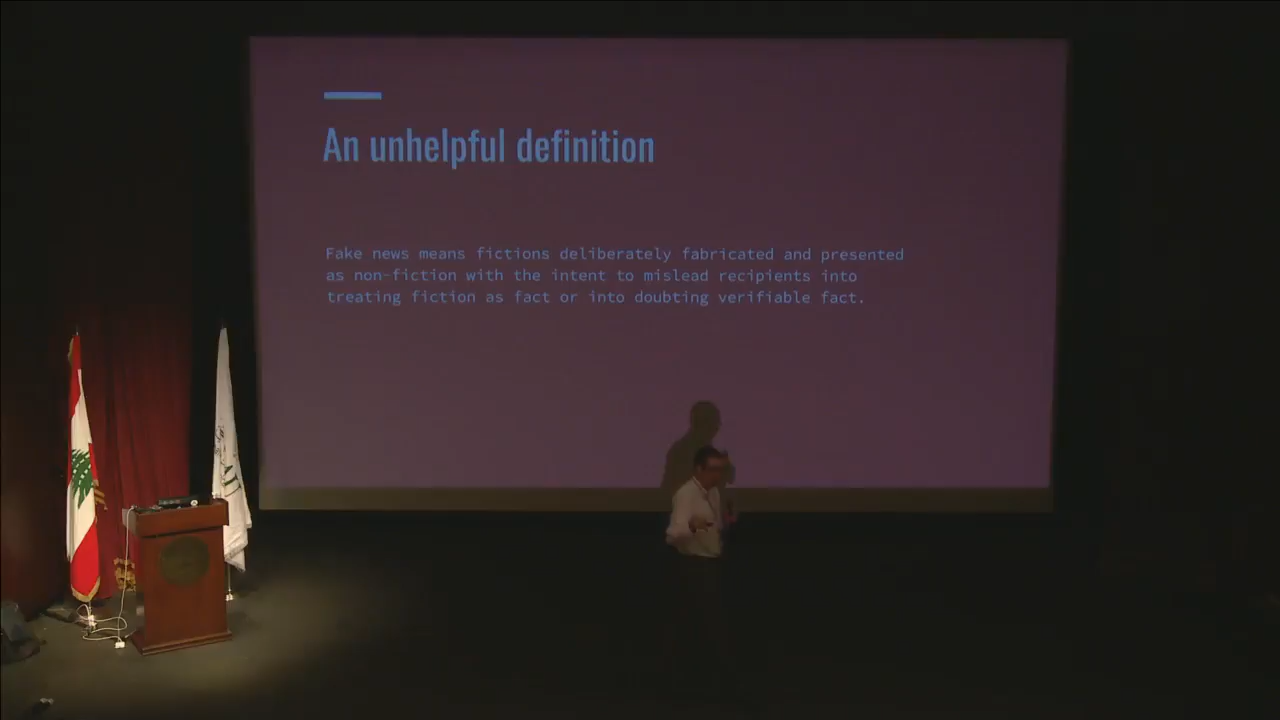 An unhelpful definition
Fake news means fictions deliberately fabricated and presented
as non-fiction with the intent to mislead recipients into
treating fiction as fact or into doubting verifiable fact.